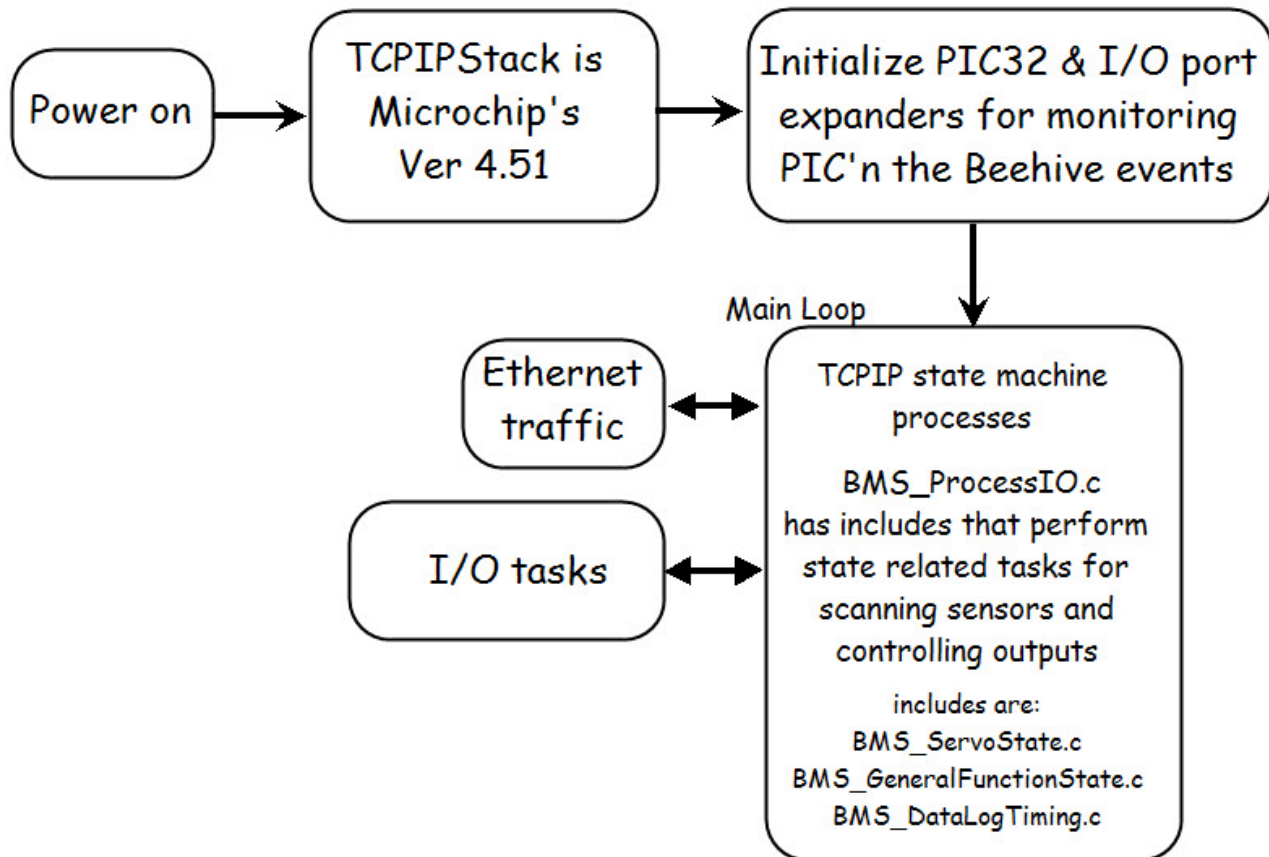 Power on
TCPIPStack is
Microchip's
Ver 4.51
Initialize PIC32 & I/O port
expanders for monitoring
PIC'n the Beehive events
Main Loop
Ethernet
traffic
I/O tasks
TCPIP state machine
processes
BMS_ProcessIO.c
has includes that perform
state related tasks for
scanning sensors and
controlling outputs
includes are:
BMS_ServoState.c
BMS_GeneralFunctionState.c
BMS_DataLogTiming.c